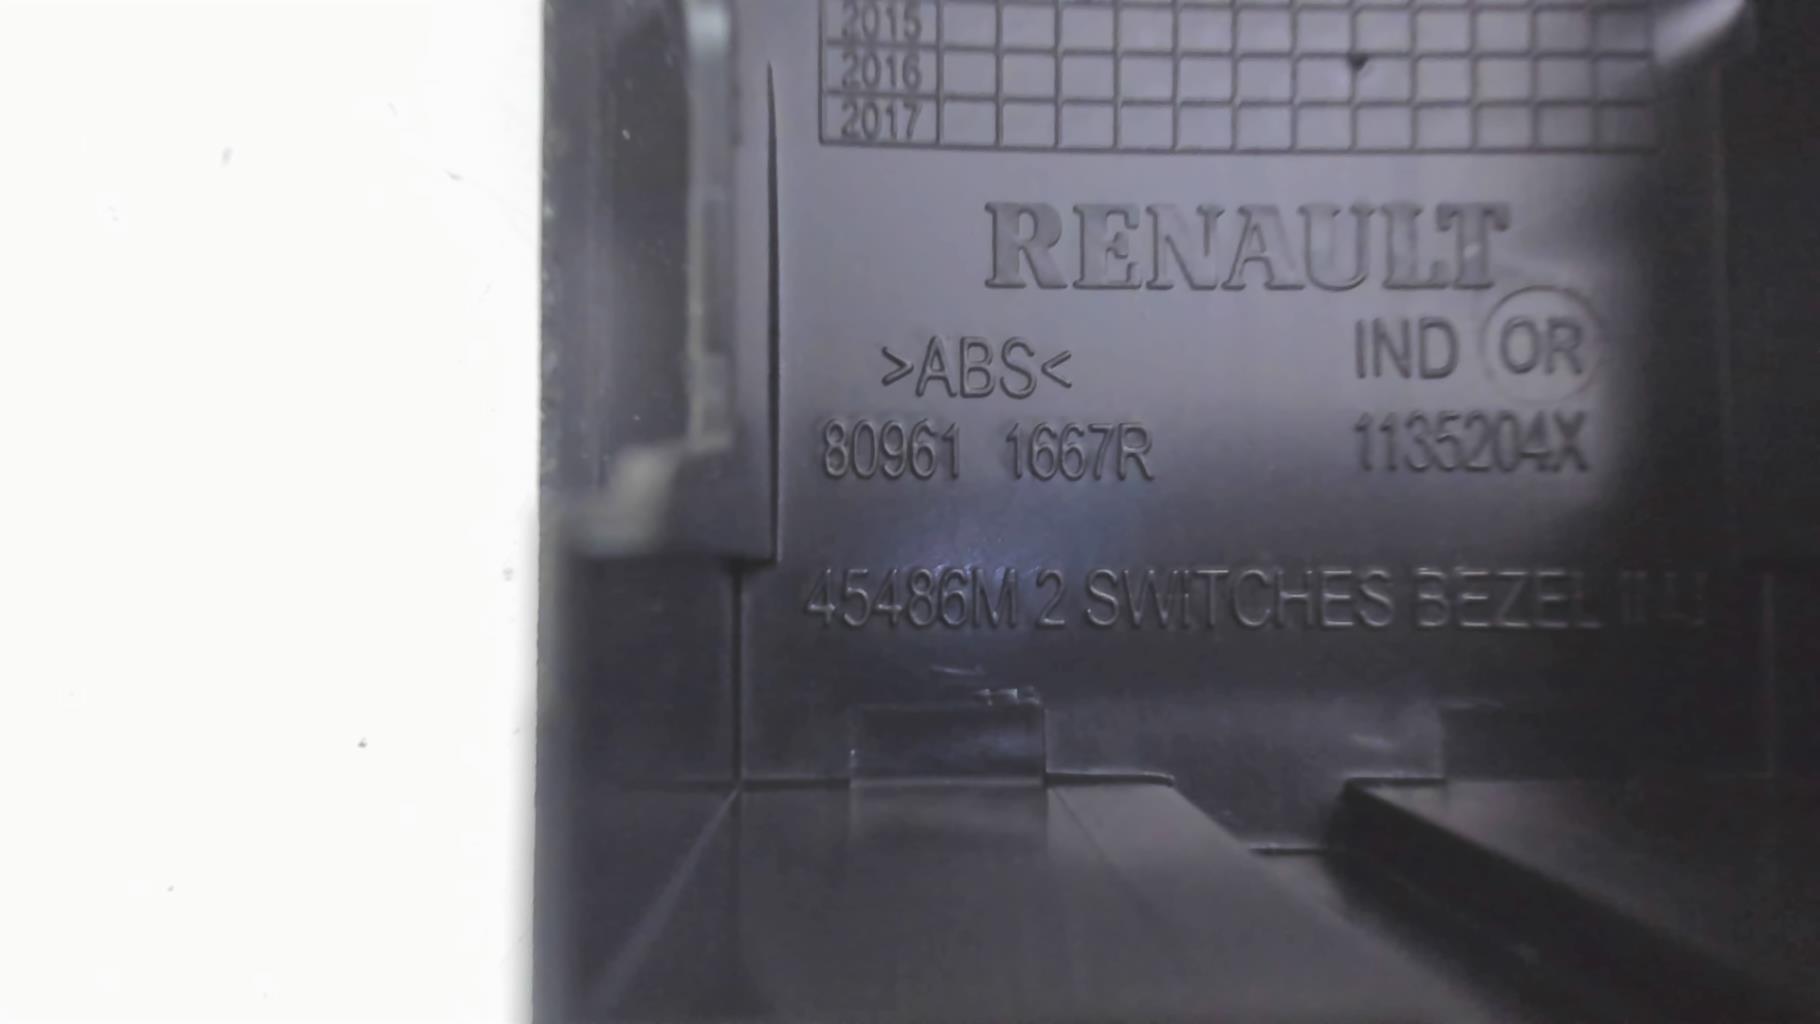 2015
2016
2017
RENAULT
>ABS< IND OR
80961 1667R 1135204X
45486M 2 SWITCHES BEZEL